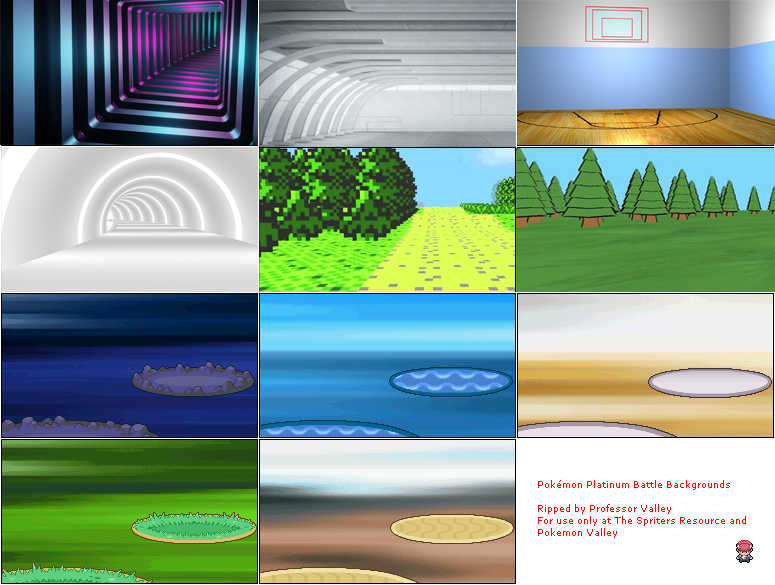 Pokémon Platinum Battle Backgrounds
Ripped by Professor Valley
For use only at The Spriters Resource and
Pokemon Valley